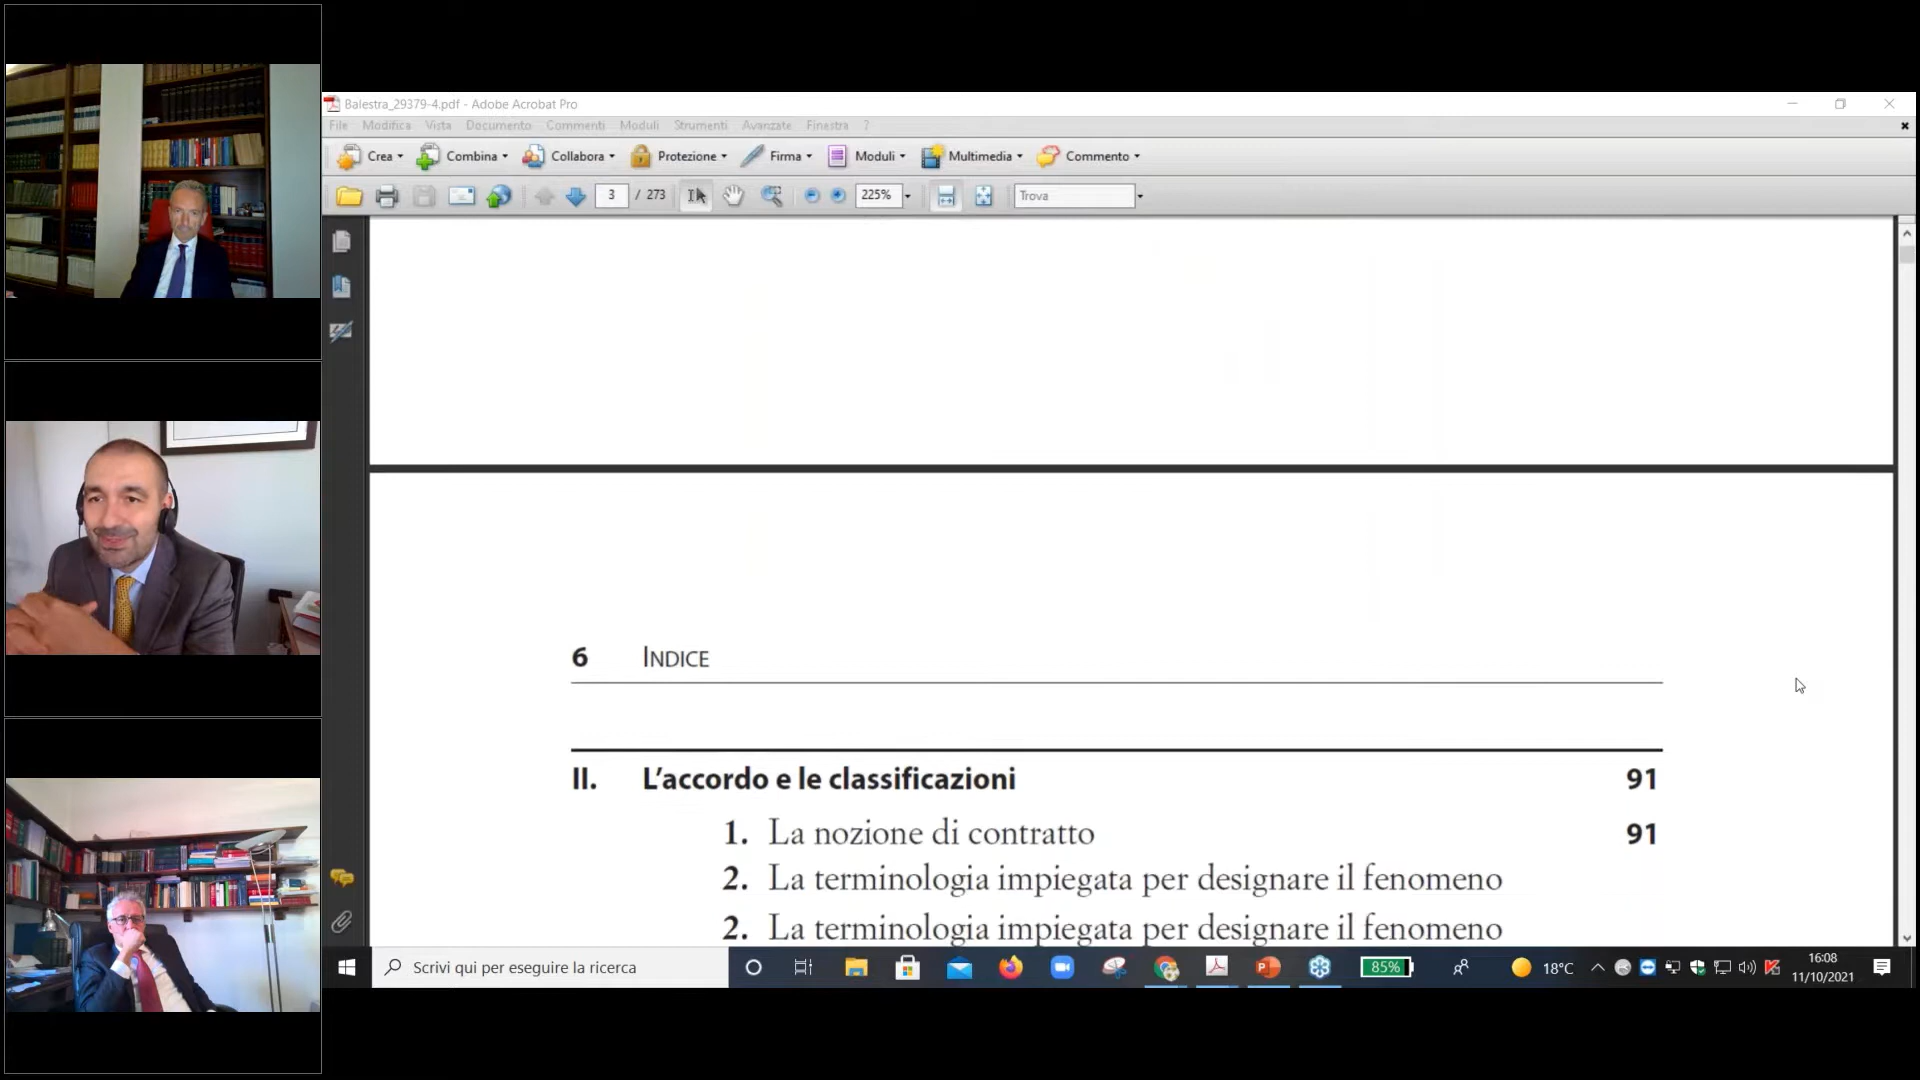 Balestra_29379-4.pdf - Adobe Acrobat Pro
File Modifica Vista Documento Commenti Moduli Strumenti Avanzate Finestra ?
Crea Combina Collabora Protezione Firma Moduli Multimedia Commento
3 / 273 225% Trova
6 INDICE
II. L'accordo e le classificazioni 91
1. La nozione di contratto 91
2. La terminologia impiegata per designare il fenomeno
2. La terminologia impiegata per designare il fenomeno
Scrivi qui per eseguire la ricerca 85% 18°C 16:08
11/10/2021